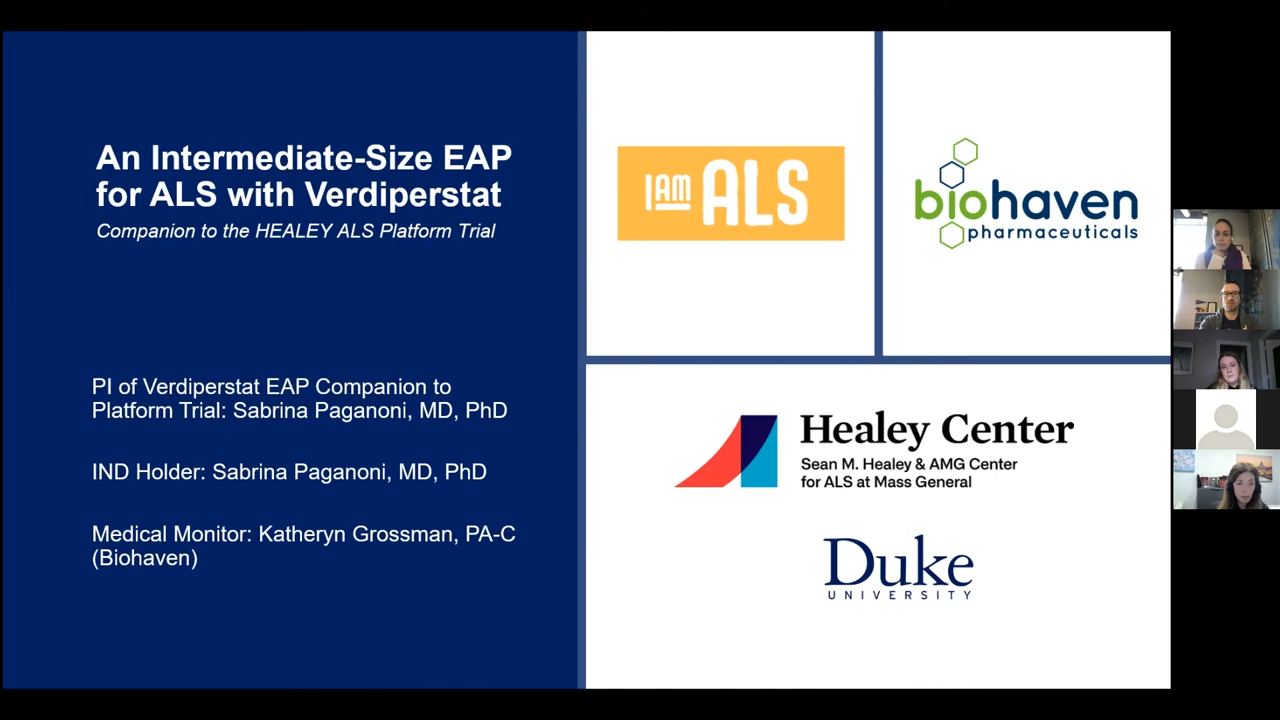 An Intermediate-Size EAP
for ALS with Verdiperstat
Companion to the HEALEY ALS Platform Trial
PI of Verdiperstat EAP Companion to
Platform Trial: Sabrina Paganoni, MD, PhD
IND Holder: Sabrina Paganoni, MD, PhD
Medical Monitor: Katheryn Grossman, PA-C
(Biohaven)
I AM ALS
biohaven
pharmaceuticals
Healey Center
Sean M. Healey & AMG Center
for ALS at Mass General
Duke
UNIVERSITY